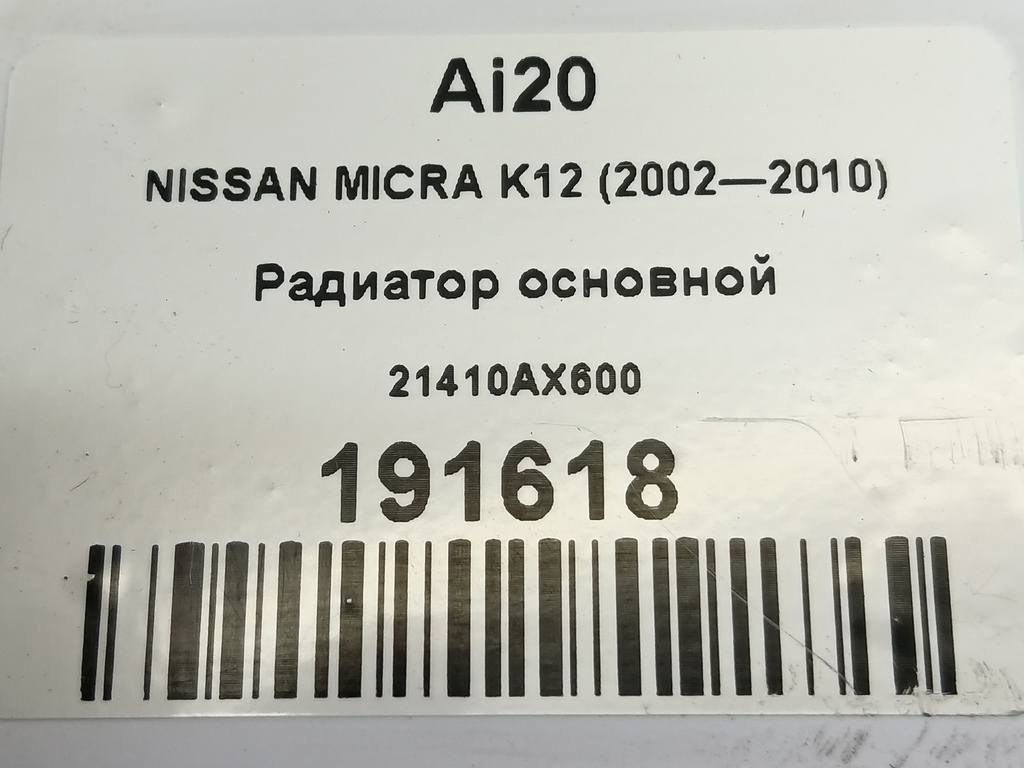 Ai20
NISSAN MICRA K12 (2002—2010)
Радиатор основной
21410AX600
191618